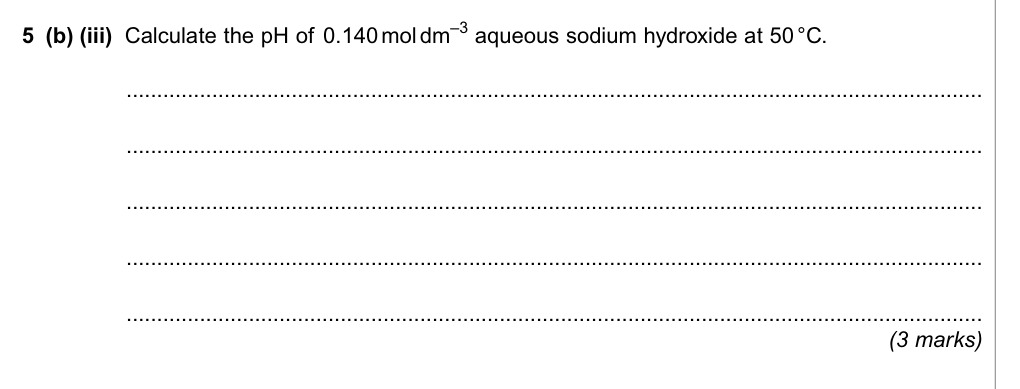 5 (b) (iii) Calculate the pH of 0.140 mol dm⁻³ aqueous sodium hydroxide at 50 °C.
(3 marks)